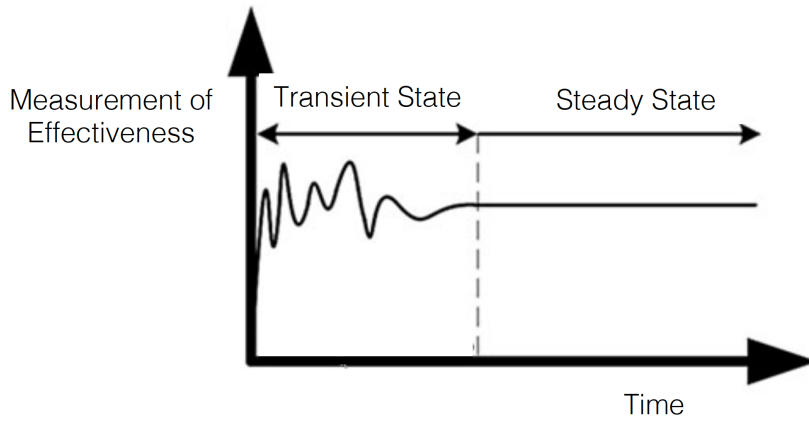 Measurement of
Effectiveness
Transient State
Steady State
Time